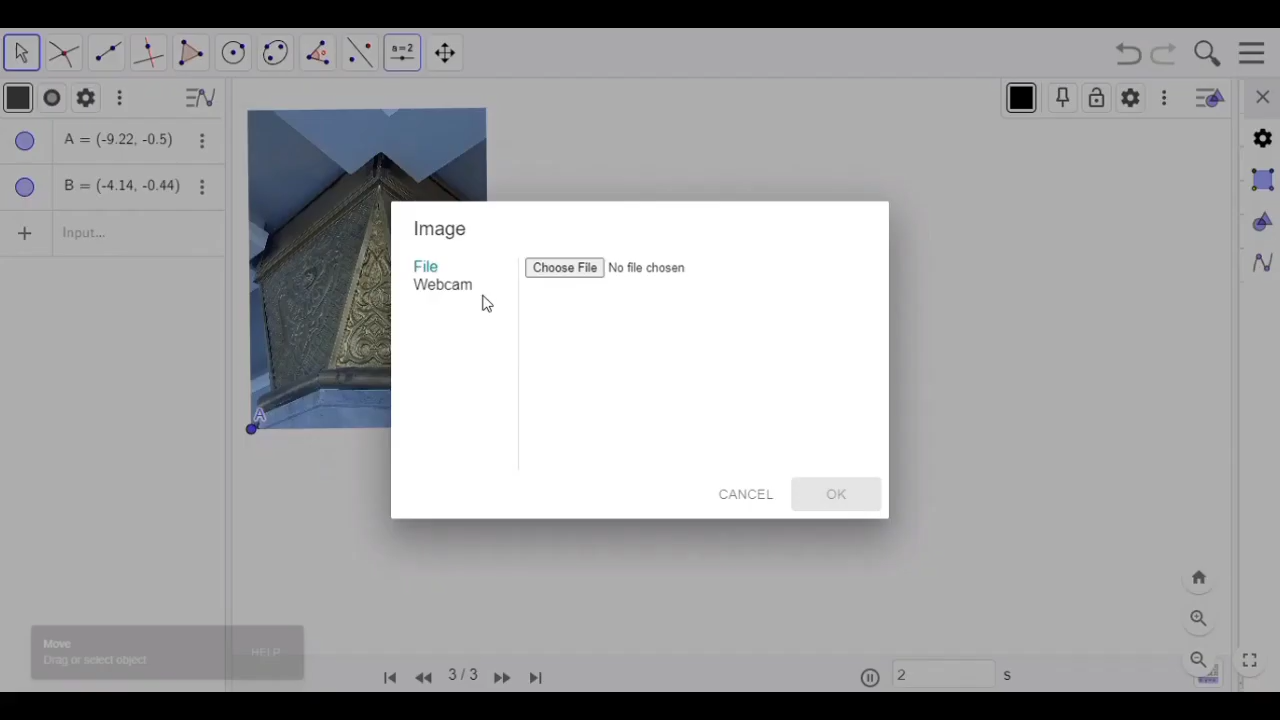 a=2
A = (-9.22, -0.5)
B = (-4.14, -0.44)
Input...
A
Image
File
Webcam
Choose File No file chosen
CANCEL
OK
Move
Drag or select object
HELP
3 / 3
2
s